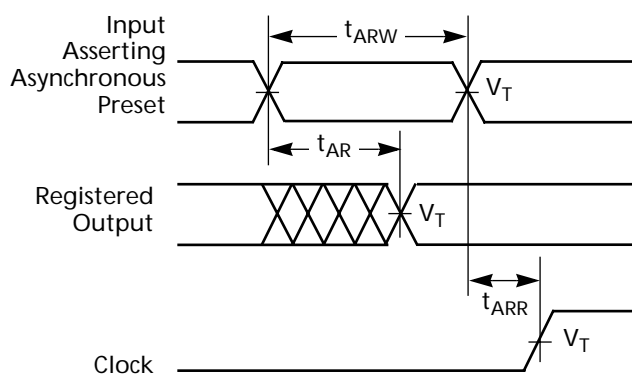 Input
Asserting
Asynchronous
Preset
tARW
VT
tAR
Registered
Output
VT
tARR
VT
Clock